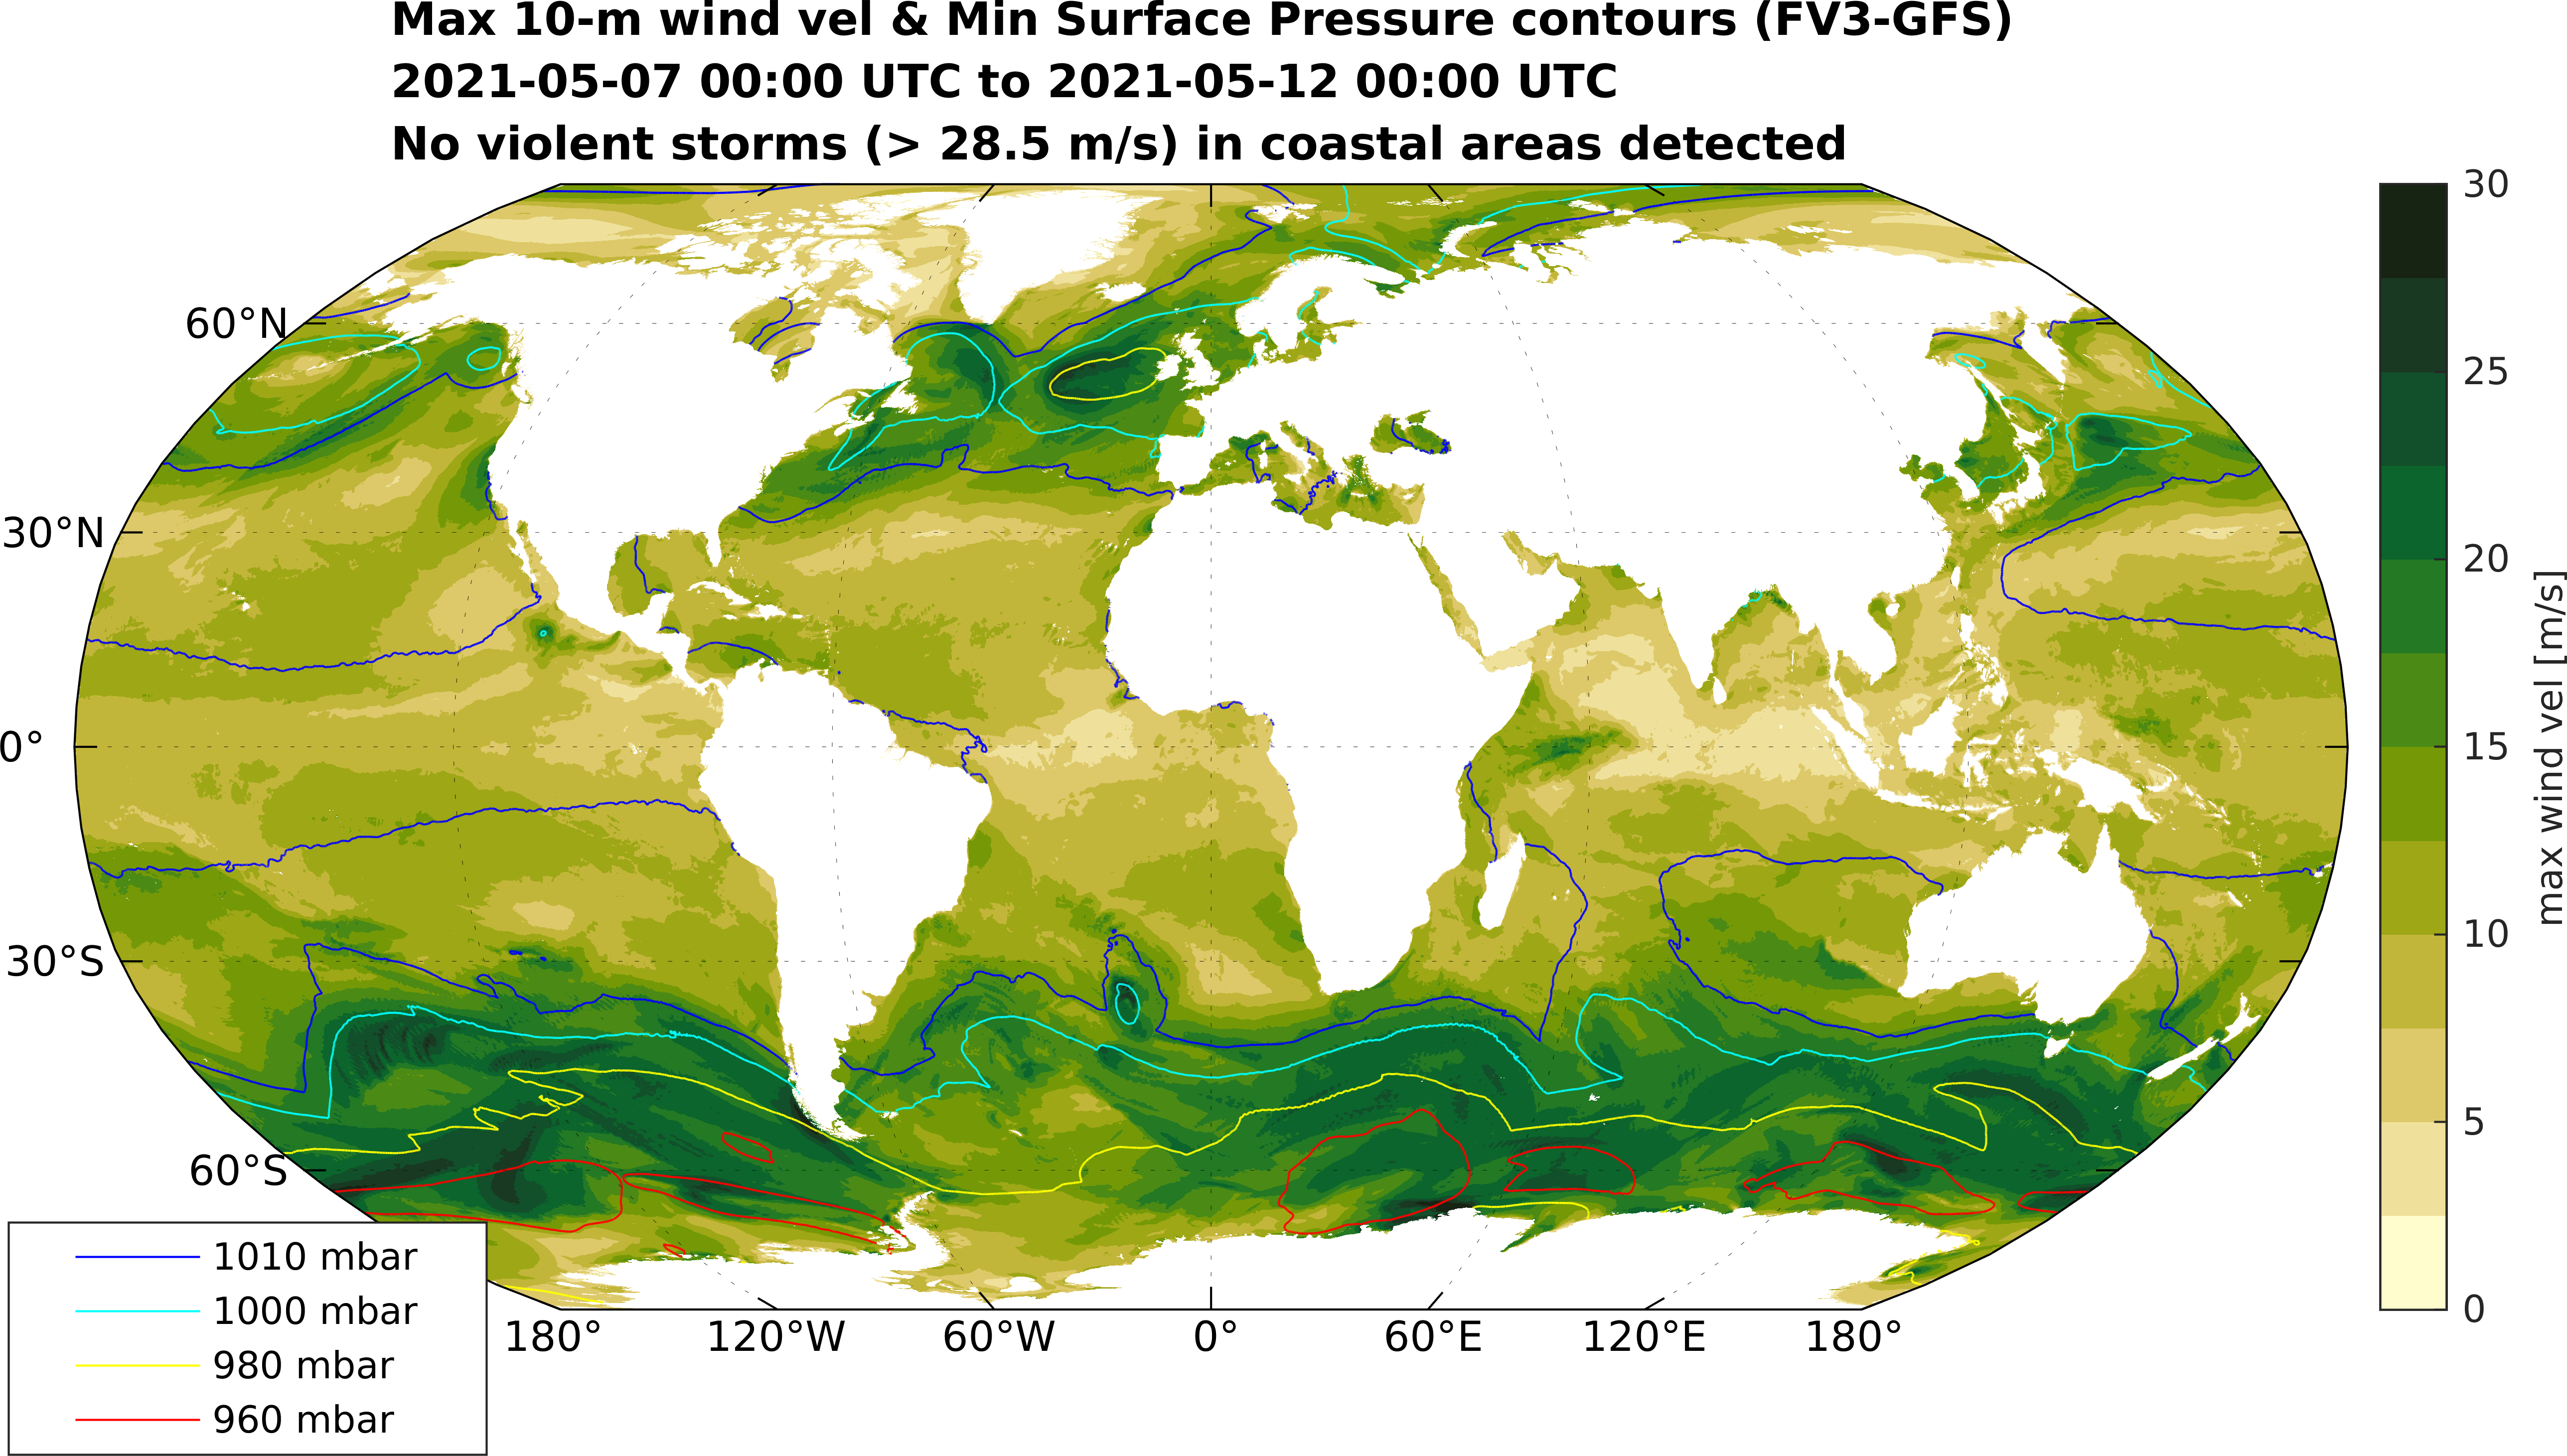 Max 10-m wind vel & Min Surface Pressure contours (FV3-GFS)
2021-05-07 00:00 UTC to 2021-05-12 00:00 UTC
No violent storms (> 28.5 m/s) in coastal areas detected
60°N
30°N
0°
30°S
60°S
180°
120°W
60°W
0°
60°E
120°E
180°
1010 mbar
1000 mbar
980 mbar
960 mbar
30
25
20
15
10
5
0
max wind vel [m/s]